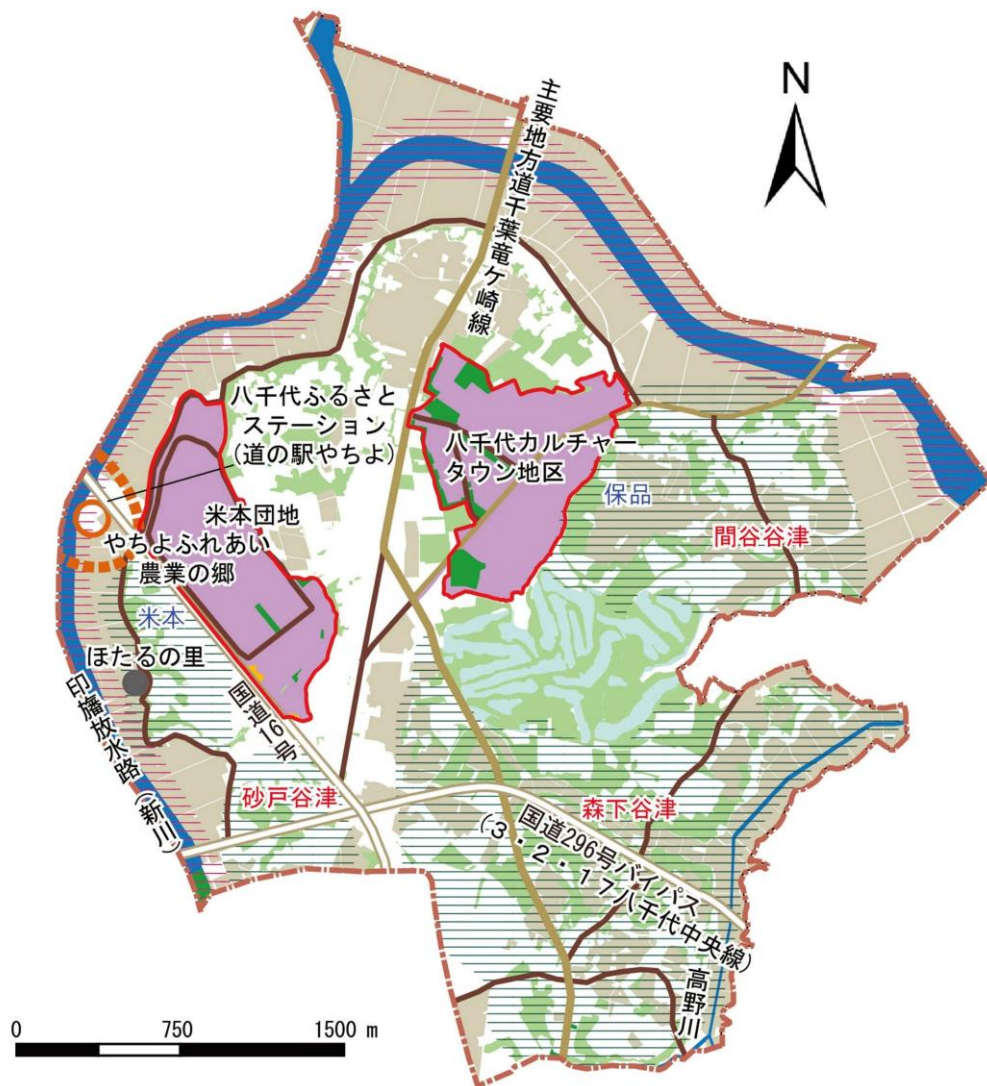 N
主要地方道千葉竜ケ崎線
八千代ふるさと
ステーション
(道の駅やちよ)
八千代カルチャー
タウン地区
保品
間谷谷津
米本団地
やちよふれあい
農業の郷
米本
ほたるの里
印旛放水路(新川)
国道16号
砂戸谷津
森下谷津
国道296号バイパス
(3・2・17八千代中央線)
高野川
0 750 1500 m